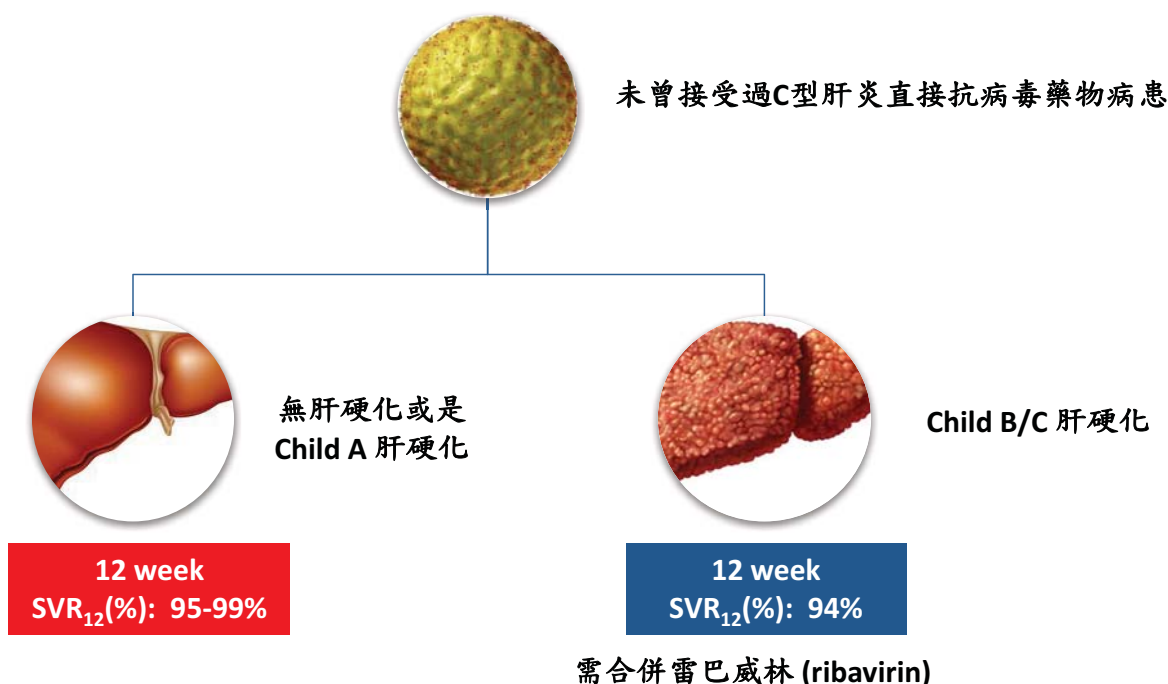 未曾接受過C型肝炎直接抗病毒藥物病患
無肝硬化或是
Child A 肝硬化
Child B/C 肝硬化
12 week
SVR12(%): 95-99%
12 week
SVR12(%): 94%
需合併雷巴威林 (ribavirin)